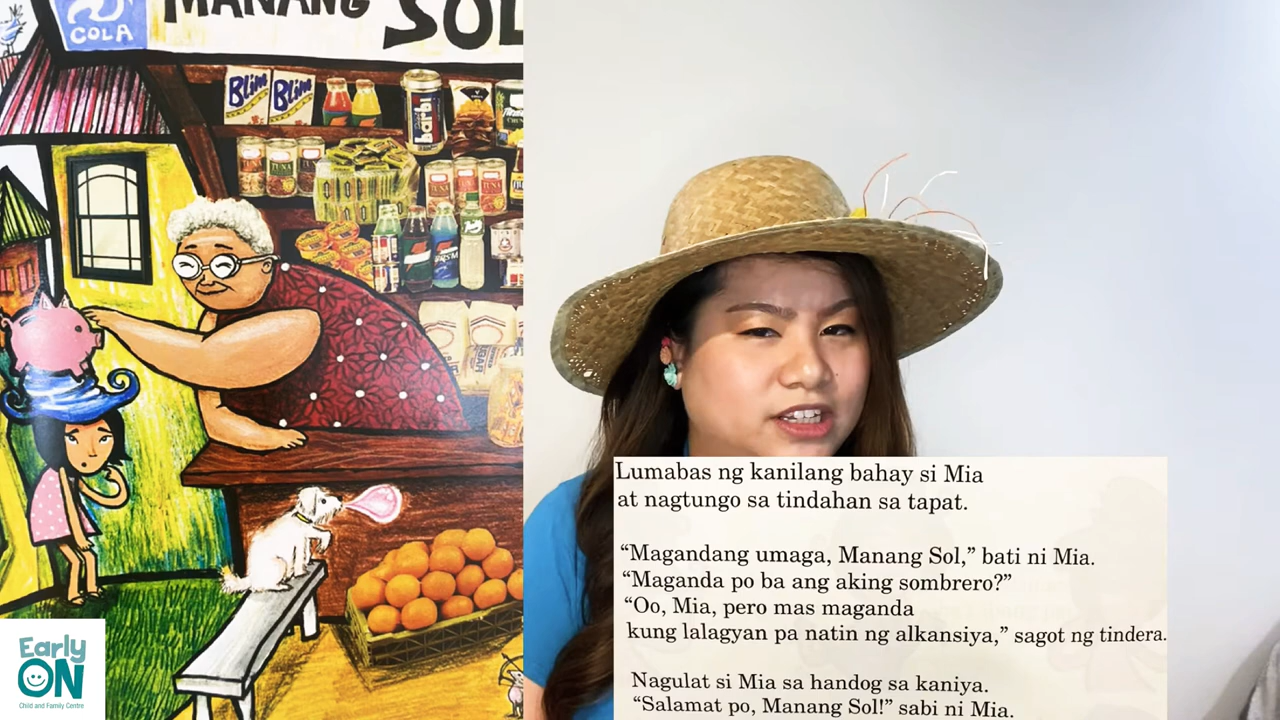 COLA
MANANG
SOL
Blim
Blim
TUNA
TUNA
TUNA
TUNA
Lumabas ng kanilang bahay si Mia
at nagtungo sa tindahan sa tapat.
“Magandang umaga, Manang Sol,” bati ni Mia.
“Maganda po ba ang aking sombrero?”
“Oo, Mia, pero mas maganda
kung lalagyan pa natin ng alkansiya,” sagot ng tindera.
Nagulat si Mia sa handog sa kaniya.
“Salamat po, Manang Sol!” sabi ni Mia.
Early
ON
Child and Family Centre